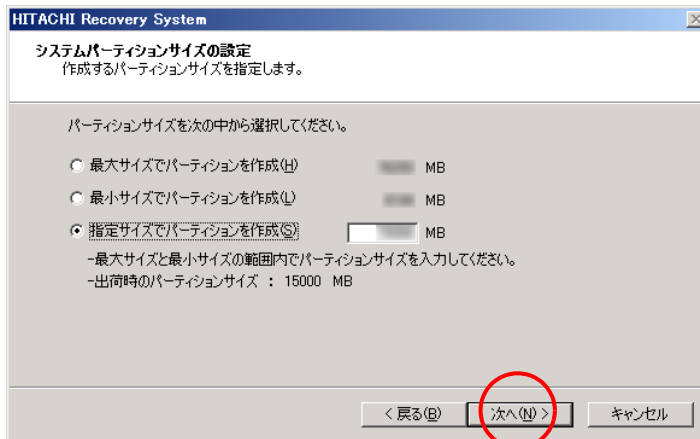 HITACHI Recovery System
システムパーティションサイズの設定
作成するパーティションサイズを指定します。
パーティションサイズを次の中から選択してください。
最大サイズでパーティションを作成(H) MB
最小サイズでパーティションを作成(L) MB
指定サイズでパーティションを作成(S) MB
-最大サイズと最小サイズの範囲内でパーティションサイズを入力してください。
-出荷時のパーティションサイズ : 15000 MB
< 戻る(B) 次へ(N) > キャンセル